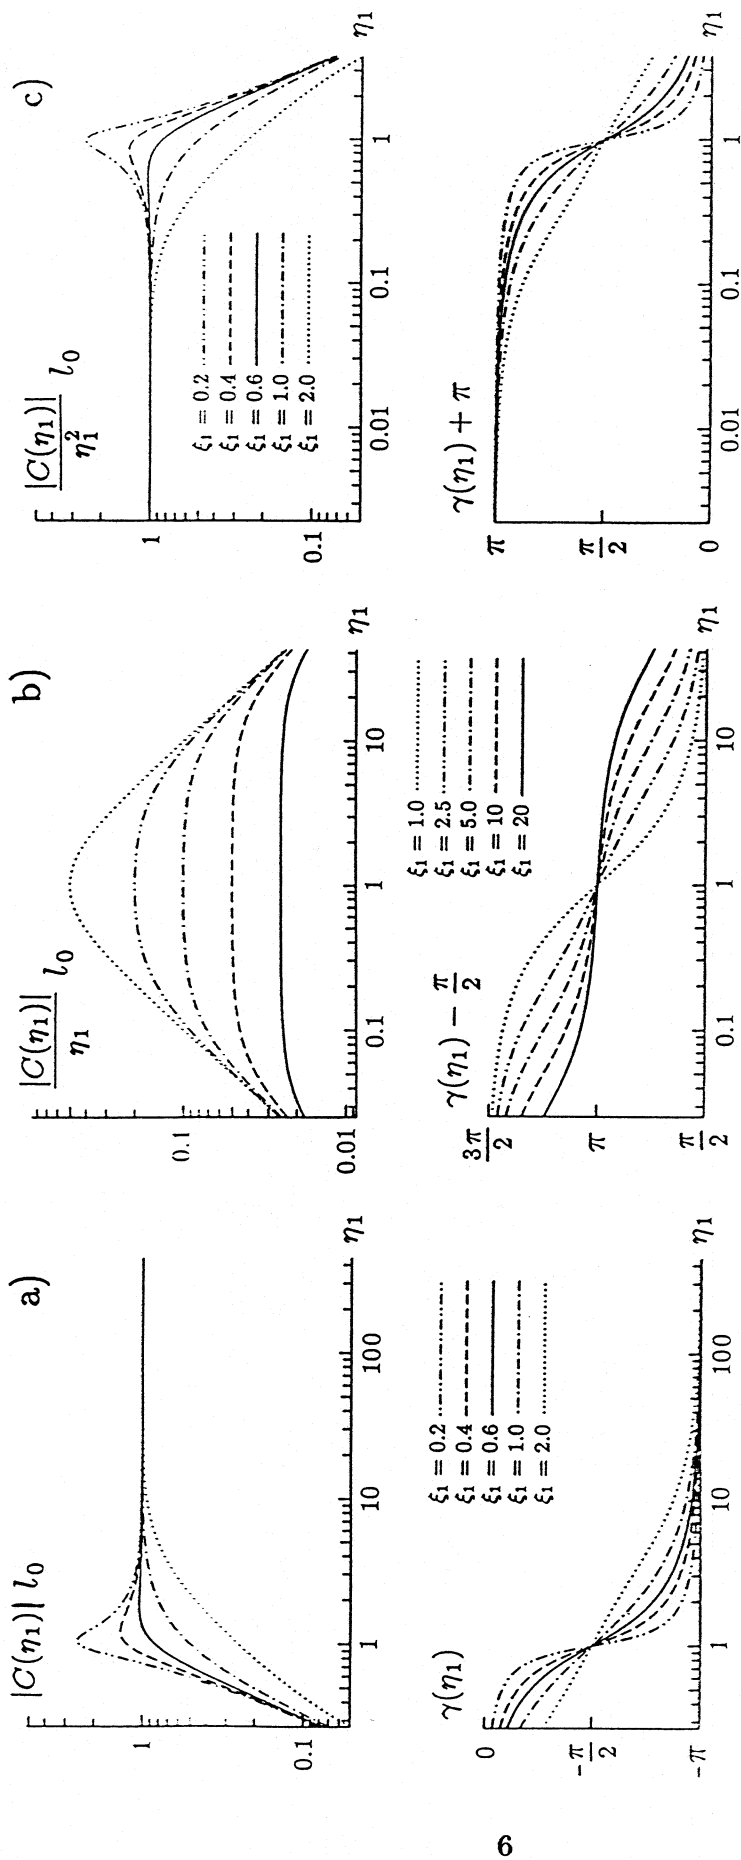 a)
|C(η₁)| l₀
1
0.1
1
10
100
η₁
γ(η₁)
0
-π/2
-π
ξ₁ = 0.2
ξ₁ = 0.4
ξ₁ = 0.6
ξ₁ = 1.0
ξ₁ = 2.0
1
10
100
η₁
b)
|C(η₁)|/η₁ l₀
0.1
0.01
0.1
1
10
η₁
γ(η₁) − π/2
3π/2
π
π/2
ξ₁ = 1.0
ξ₁ = 2.5
ξ₁ = 5.0
ξ₁ = 10
ξ₁ = 20
0.1
1
10
η₁
c)
|C(η₁)|/η₁² l₀
1
0.1
ξ₁ = 0.2
ξ₁ = 0.4
ξ₁ = 0.6
ξ₁ = 1.0
ξ₁ = 2.0
0.01
0.1
1
η₁
γ(η₁) + π
π
π/2
0
0.01
0.1
1
η₁
9